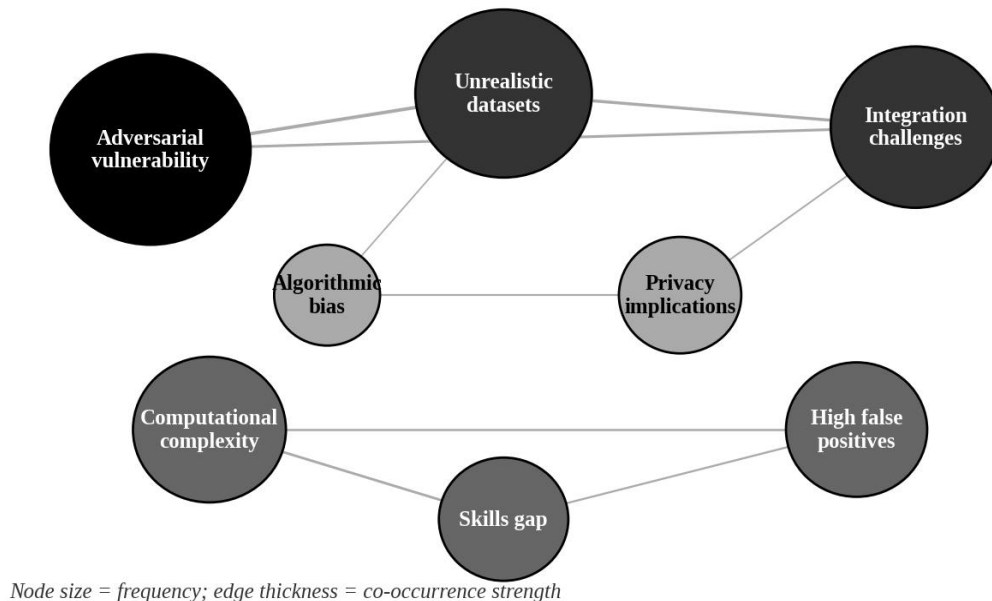 Unrealistic
datasets
Adversarial
vulnerability
Integration
challenges
Algorithmic
bias
Privacy
implications
Computational
complexity
High false
positives
Skills gap
Node size = frequency; edge thickness = co-occurrence strength